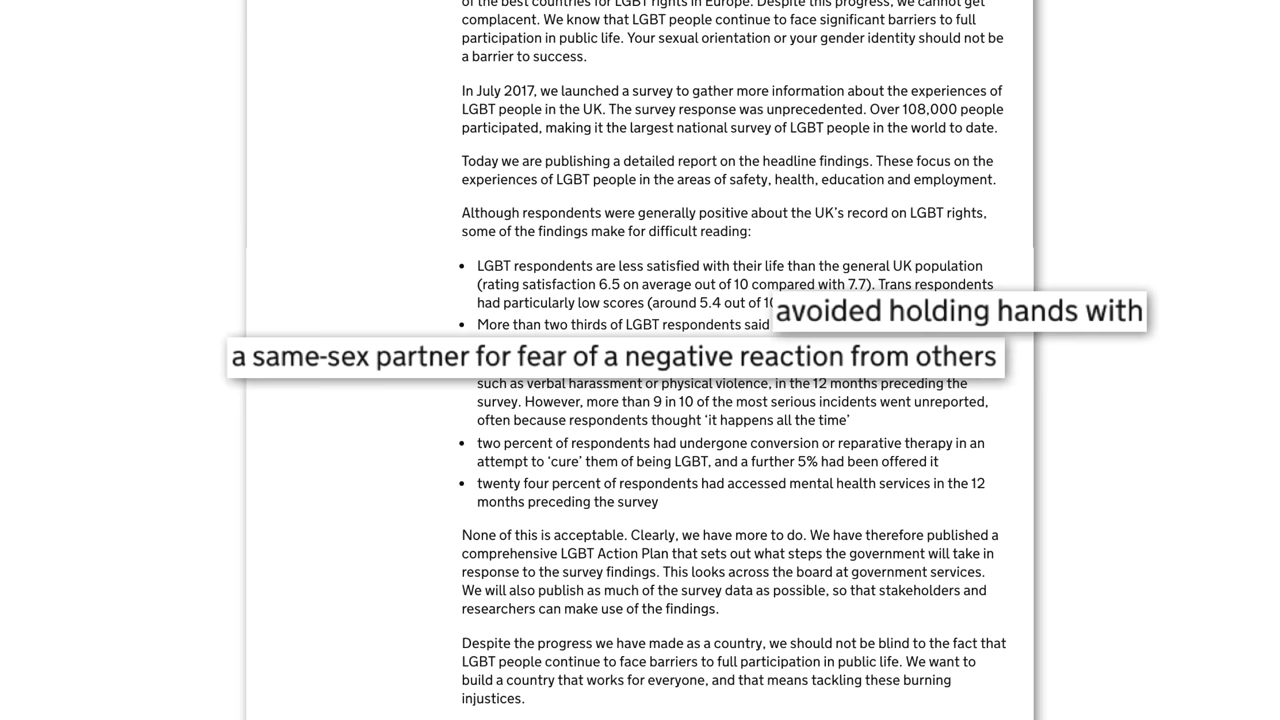 of the best countries for LGBT rights in Europe. Despite this progress, we cannot get
complacent. We know that LGBT people continue to face significant barriers to full
participation in public life. Your sexual orientation or your gender identity should not be
a barrier to success.
In July 2017, we launched a survey to gather more information about the experiences of
LGBT people in the UK. The survey response was unprecedented. Over 108,000 people
participated, making it the largest national survey of LGBT people in the world to date.
Today we are publishing a detailed report on the headline findings. These focus on the
experiences of LGBT people in the areas of safety, health, education and employment.
Although respondents were generally positive about the UK’s record on LGBT rights,
some of the findings make for difficult reading:
• LGBT respondents are less satisfied with their life than the general UK population
(rating satisfaction 6.5 on average out of 10 compared with 7.7). Trans respondents
had particularly low scores (around 5.4 out of 10
• More than two thirds of LGBT respondents said
avoided holding hands with
a same-sex partner for fear of a negative reaction from others
such as verbal harassment or physical violence, in the 12 months preceding the
survey. However, more than 9 in 10 of the most serious incidents went unreported,
often because respondents thought ‘it happens all the time’
• two percent of respondents had undergone conversion or reparative therapy in an
attempt to ‘cure’ them of being LGBT, and a further 5% had been offered it
• twenty four percent of respondents had accessed mental health services in the 12
months preceding the survey
None of this is acceptable. Clearly, we have more to do. We have therefore published a
comprehensive LGBT Action Plan that sets out what steps the government will take in
response to the survey findings. This looks across the board at government services.
We will also publish as much of the survey data as possible, so that stakeholders and
researchers can make use of the findings.
Despite the progress we have made as a country, we should not be blind to the fact that
LGBT people continue to face barriers to full participation in public life. We want to
build a country that works for everyone, and that means tackling these burning
injustices.